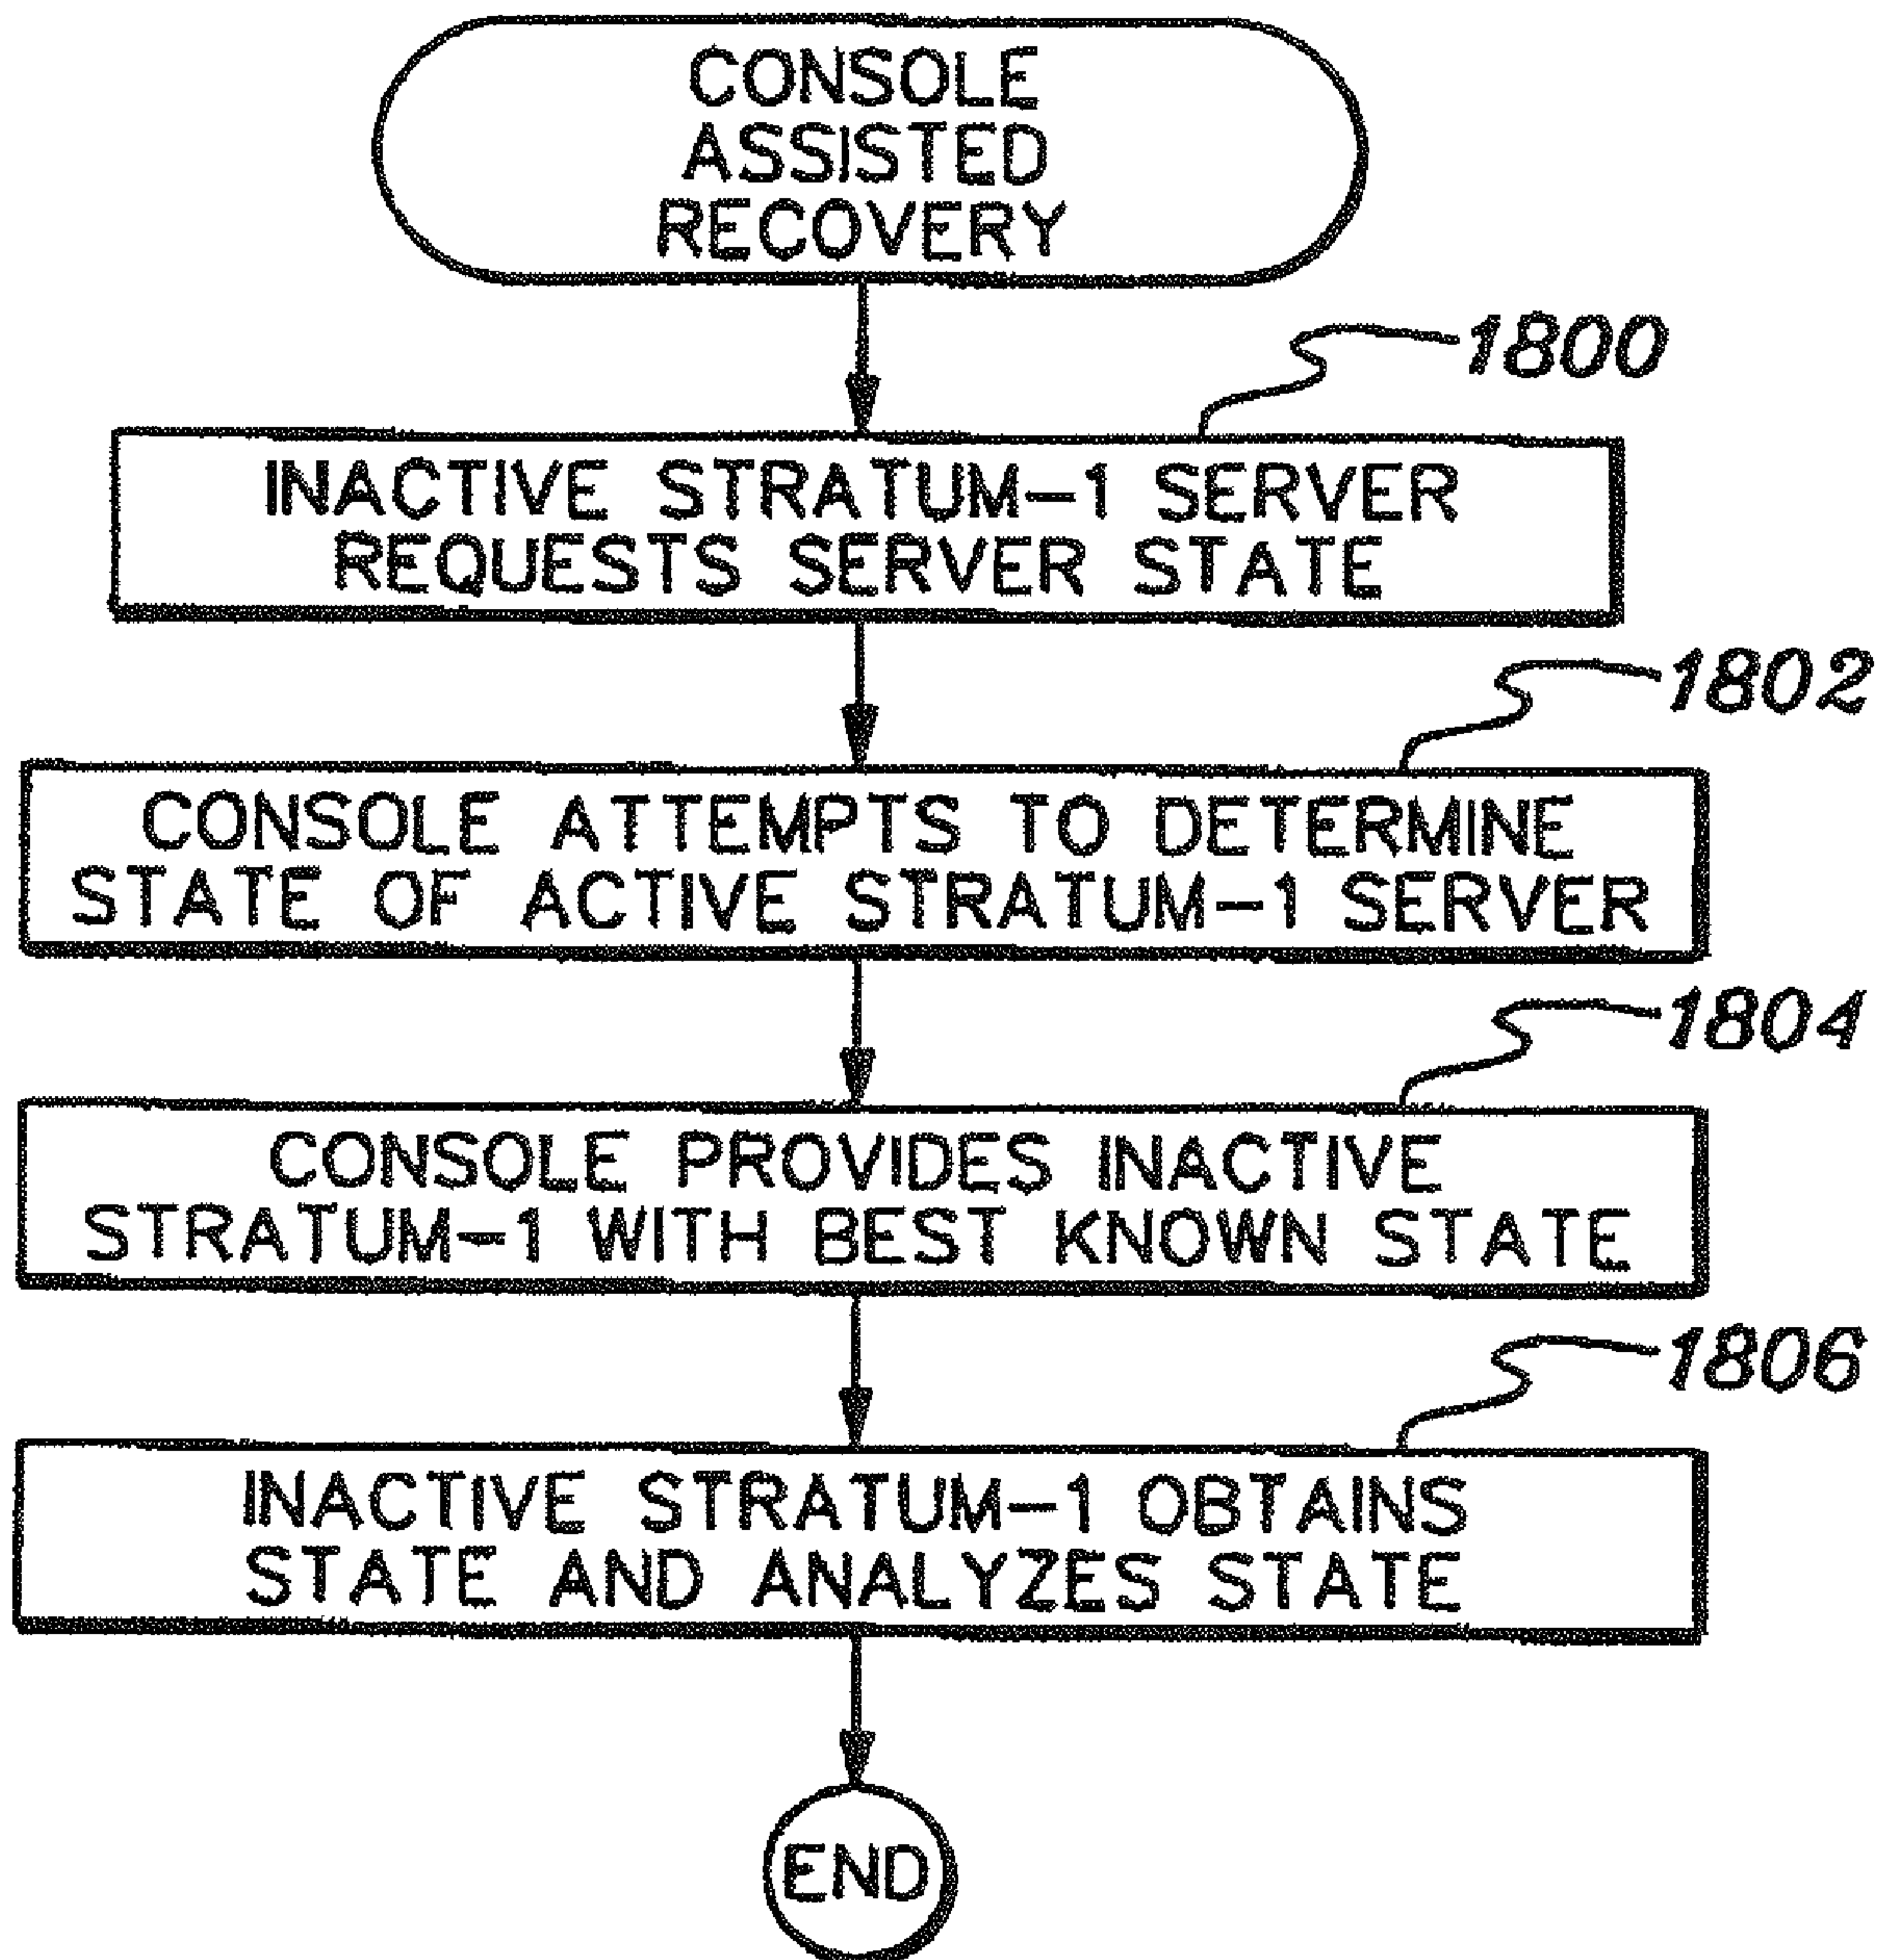 CONSOLE
ASSISTED
RECOVERY
1800
INACTIVE STRATUM-1 SERVER
REQUESTS SERVER STATE
1802
CONSOLE ATTEMPTS TO DETERMINE
STATE OF ACTIVE STRATUM-1 SERVER
1804
CONSOLE PROVIDES INACTIVE
STRATUM-1 WITH BEST KNOWN STATE
1806
INACTIVE STRATUM-1 OBTAINS
STATE AND ANALYZES STATE
END